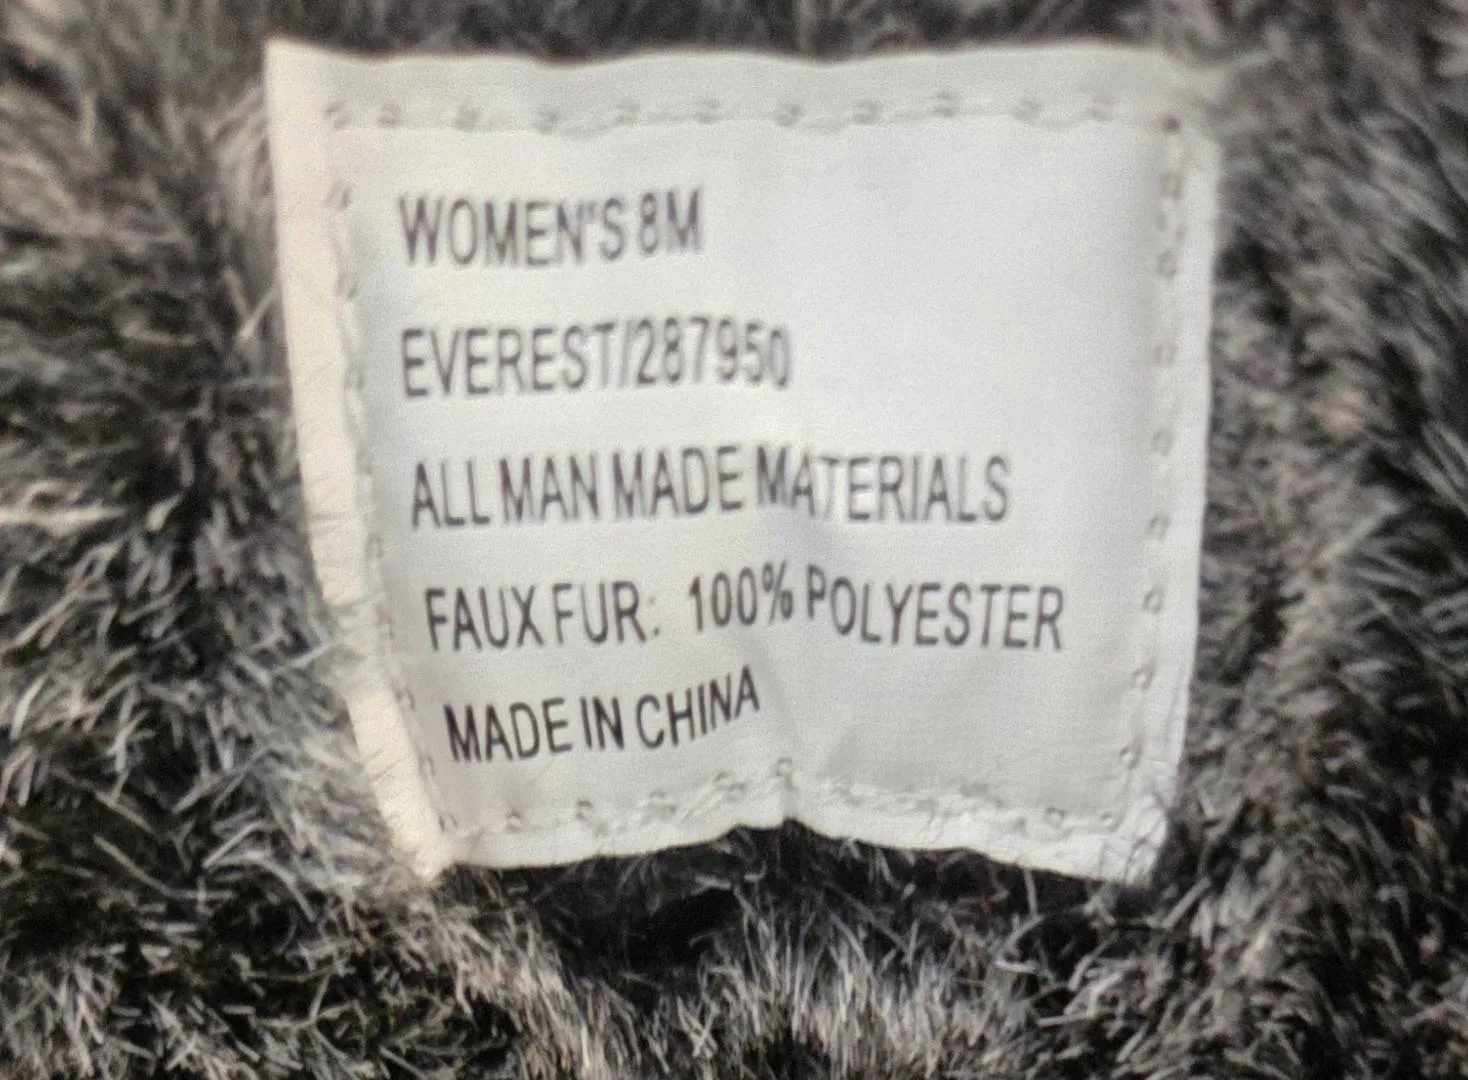 WOMEN'S 8M
EVEREST/287950
ALL MAN MADE MATERIALS
FAUX FUR: 100% POLYESTER
MADE IN CHINA